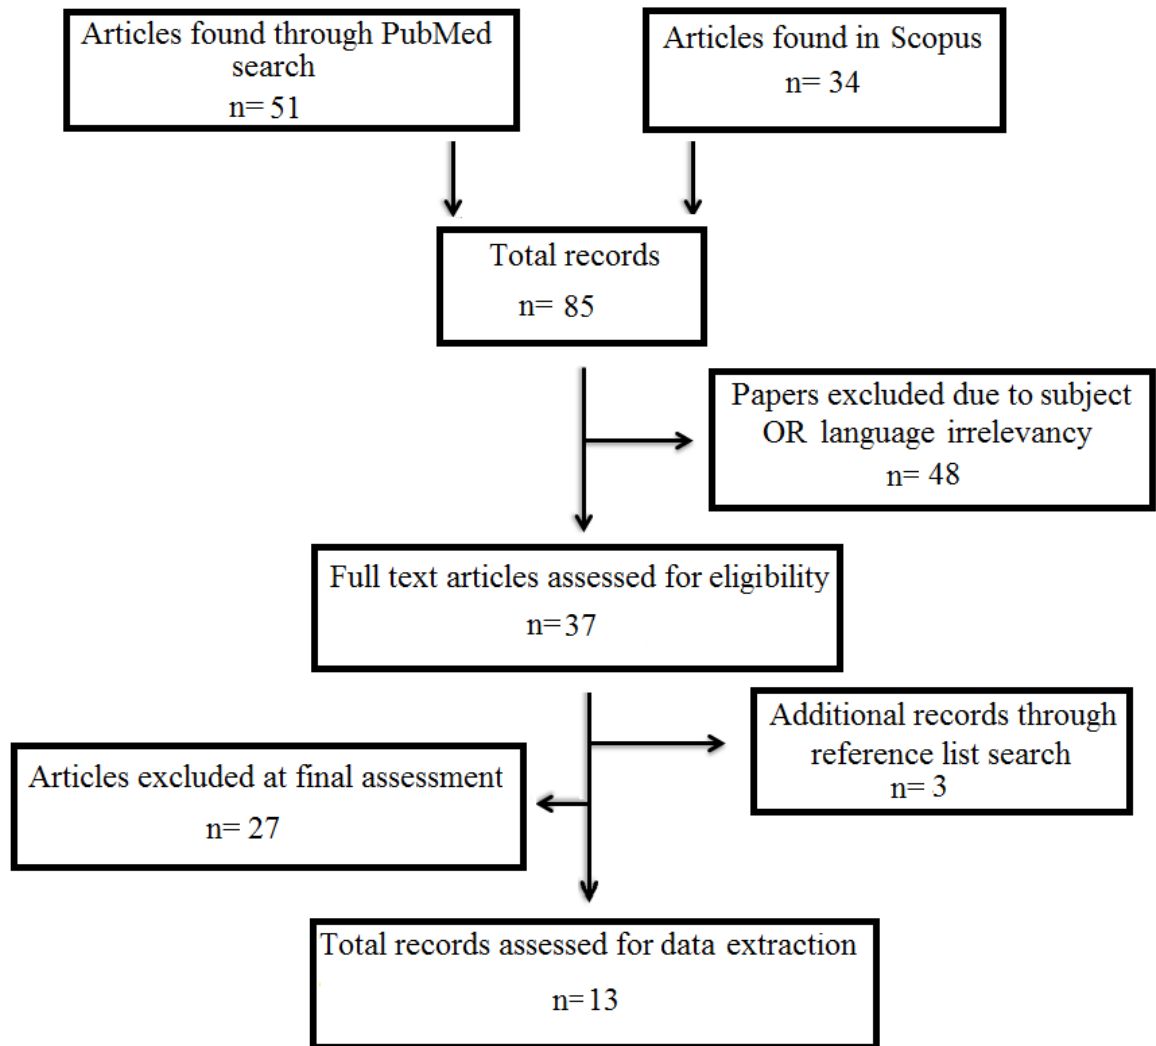 Articles found through PubMed
search
n= 51
Articles found in Scopus
n= 34
Total records
n= 85
Papers excluded due to subject
OR language irrelevancy
n= 48
Full text articles assessed for eligibility
n=37
Additional records through
reference list search
n= 3
Articles excluded at final assessment
n= 27
Total records assessed for data extraction
n=13